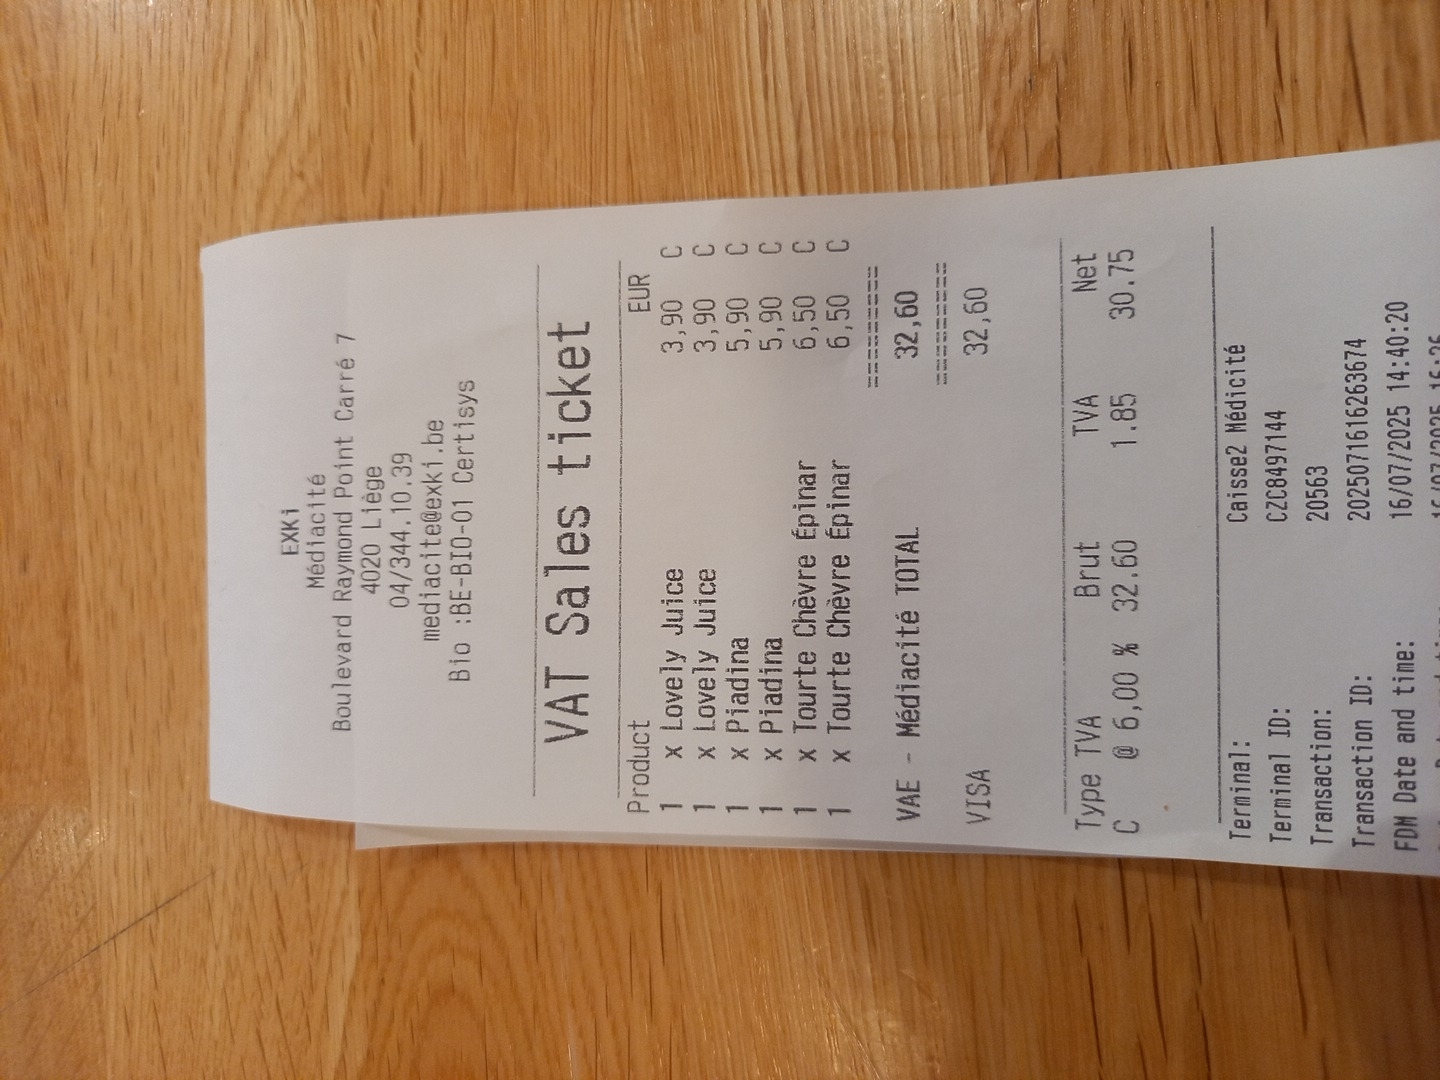 EXKi
Médiacité
Boulevard Raymond Point Carré 7
4020 Liège
04/344.10.39
mediacite@exki.be
Bio :BE-BIO-01 Certisys
VAT Sales ticket
Product EUR
1 x Lovely Juice 3,90 C
1 x Lovely Juice 3,90 C
1 x Piadina 5,90 C
1 x Piadina 5,90 C
1 x Tourte Chèvre Épinar 6,50 C
1 x Tourte Chèvre Épinar 6,50 C
==========
VAE - Médiacité TOTAL 32,60
==========
VISA 32,60
Type TVA Brut TVA Net
C @ 6,00 % 32.60 1.85 30.75
Terminal: Caisse2 Médicité
Terminal ID: CZC8497144
Transaction: 20563
Transaction ID: 20250716162636​74
FDM Date and time: 16/07/2025 14:40:20